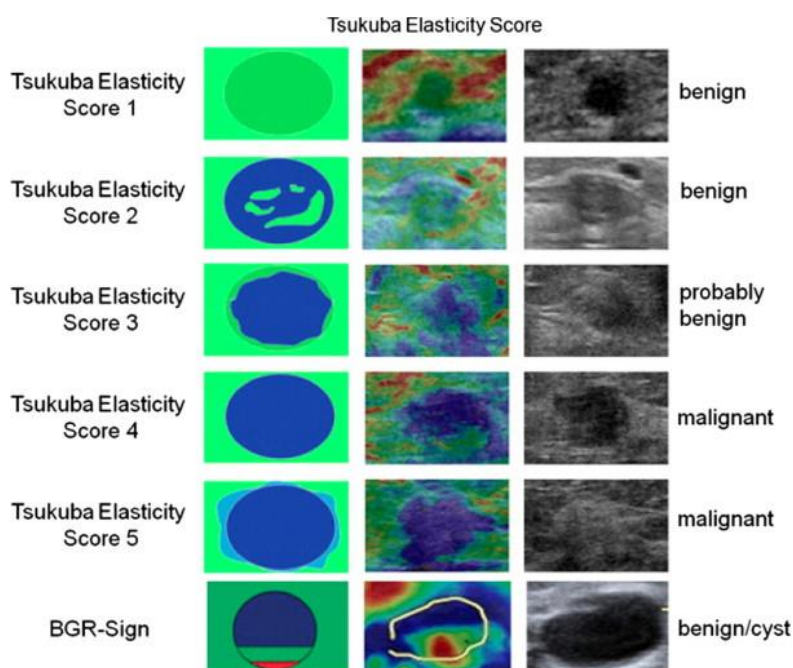 Tsukuba Elasticity Score
Tsukuba Elasticity
Score 1
benign
Tsukuba Elasticity
Score 2
benign
Tsukuba Elasticity
Score 3
probably
benign
Tsukuba Elasticity
Score 4
malignant
Tsukuba Elasticity
Score 5
malignant
BGR-Sign
benign/cyst